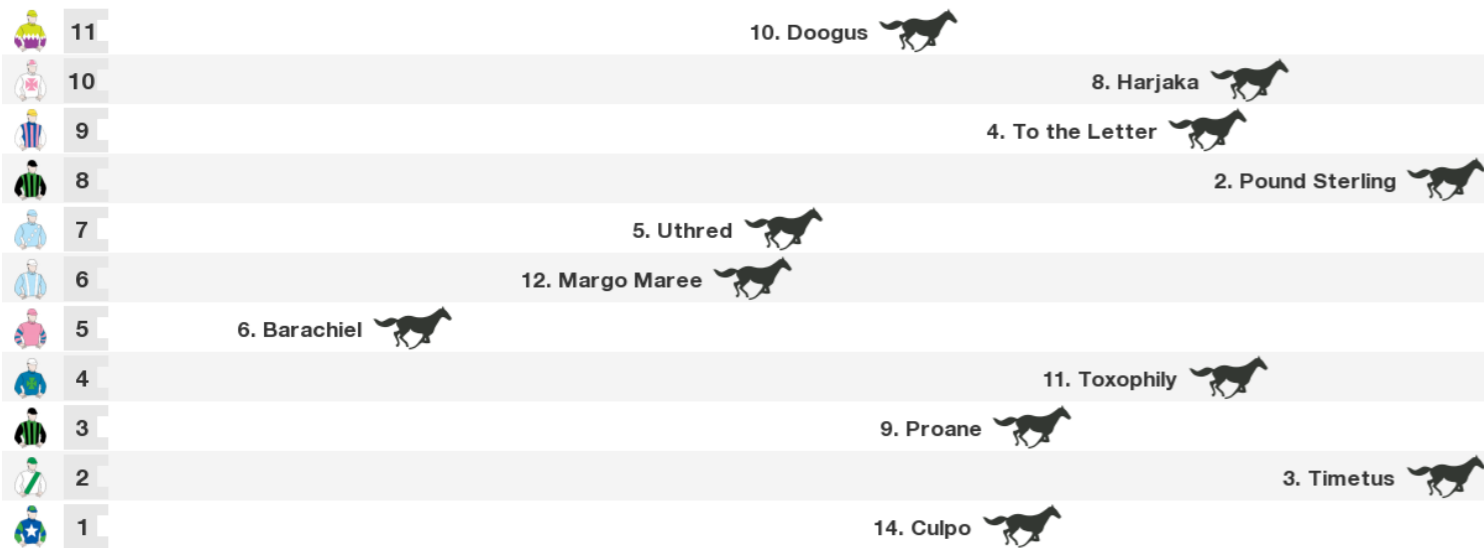 11 10. Doogus
10 8. Harjaka
9 4. To the Letter
8 2. Pound Sterling
7 5. Uthred
6 12. Margo Maree
5 6. Barachiel
4 11. Toxophily
3 9. Proane
2 3. Timetus
1 14. Culpo